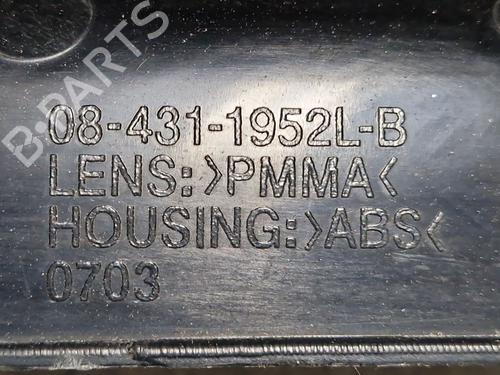 B-PARTS
08-431-1952L-B
LENS:>PMMA<
HOUSING:>ABS<
0703